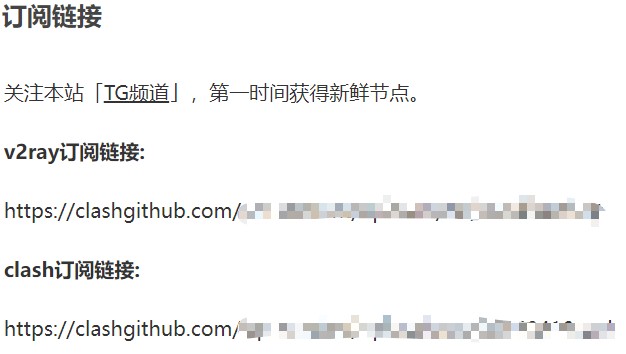 订阅链接
关注本站「TG频道」，第一时间获得新鲜节点。
v2ray订阅链接:
https://clashgithub.com/
clash订阅链接:
https://clashgithub.com/